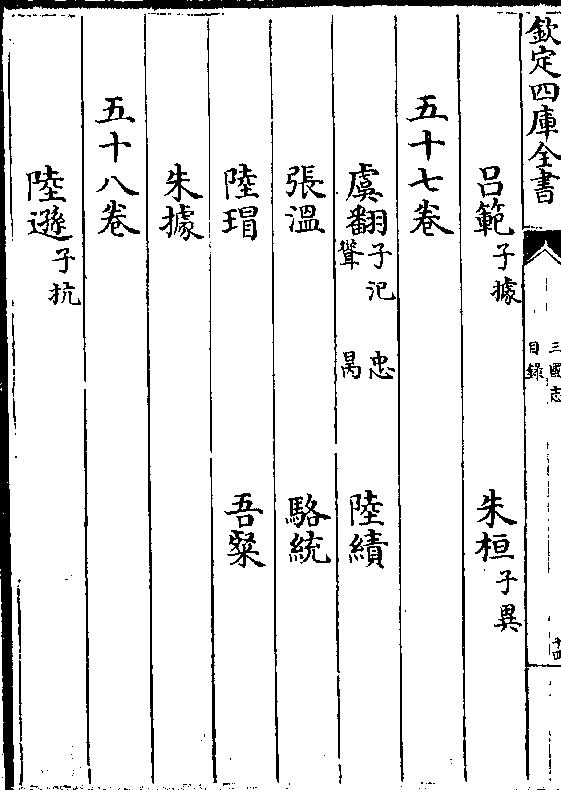 欽定四庫全書
三國志
目錄
十四
呂範子據 朱桓子異
五十七卷
虞翻子汜 忠 聳 昺 陸績
張溫 駱統
陸瑁 吾粲
朱據
五十八卷
陸遜子抗